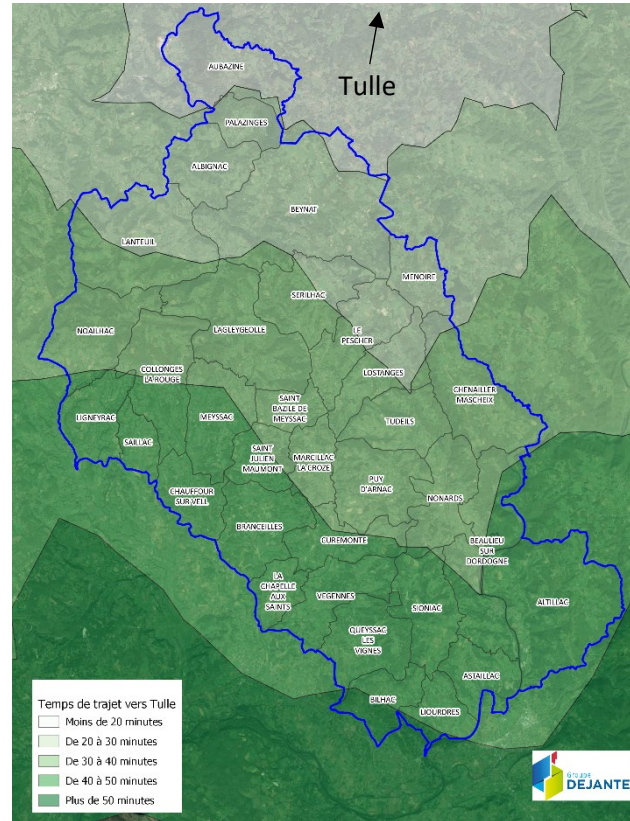 Tulle
AUBAZINE
PALAZINGES
ALBIGNAC
BEYNAT
LANTEUIL
MENOIRE
SERILHAC
NOAILHAC
LAGLEYGEOLLE
LE
PESCHER
COLLONGES
LA ROUGE
LOSTANGES
CHENAILLER
MASCHEIX
LIGNEYRAC
MEYSSAC
SAINT
BAZILE DE
MEYSSAC
TUDEILS
SAILLAC
SAINT
JULIEN
MAUMONT
MARCILLAC
LA CROZE
CHAUFFOUR
SUR VELL
PUY
D'ARNAC
NONARDS
BRANCEILLES
CUREMONTE
BEAULIEU
SUR
DORDOGNE
LA
CHAPELLE
AUX
SAINTS
VEGENNES
SIONIAC
ALTILLAC
QUEYSSAC
LES
VIGNES
ASTAILLAC
BILHAC
LIOURDRES
Temps de trajet vers Tulle
Moins de 20 minutes
De 20 à 30 minutes
De 30 à 40 minutes
De 40 à 50 minutes
Plus de 50 minutes
Groupe
DEJANTE